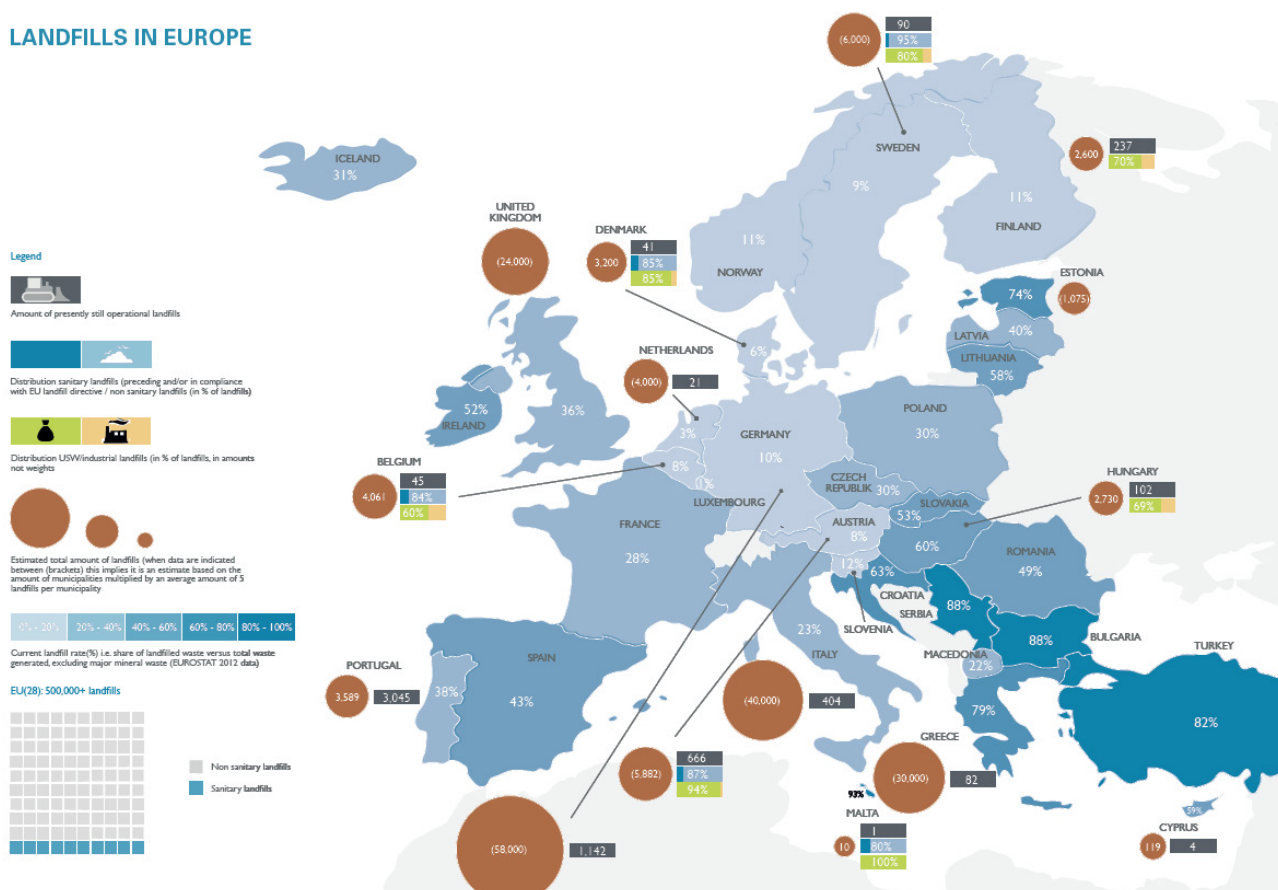 LANDFILLS IN EUROPE
90
(6,000)
95%
80%
ICELAND
31%
SWEDEN
9%
237
2,600
70%
11%
FINLAND
UNITED
KINGDOM
(24,000)
DENMARK
41
3,200
85%
85%
11%
NORWAY
ESTONIA
74%
(1,075)
LATVIA
40%
LITHUANIA
58%
6%
NETHERLANDS
(4,000)
21
52%
IRELAND
36%
3%
GERMANY
10%
POLAND
30%
BELGIUM
45
4,061
84%
60%
8%
0%
LUXEMBOURG
CZECH
REPUBLIK
30%
SLOVAKIA
53%
HUNGARY
102
2,730
69%
FRANCE
28%
AUSTRIA
8%
60%
ROMANIA
49%
12%
63%
CROATIA
SERBIA
88%
SLOVENIA
23%
ITALY
88%
BULGARIA
MACEDONIA
22%
TURKEY
82%
PORTUGAL
3,589
3,045
38%
SPAIN
43%
(40,000)
404
79%
GREECE
(30,000)
82
666
(5,882)
87%
94%
93%
MALTA
1
10
80%
100%
59%
CYPRUS
119
4
(58,000)
1,142
Legend
Amount of presently still operational landfills
Distribution sanitary landfills (preceding and/or in compliance
with EU landfill directive / non sanitary landfills (in % of landfills)
Distribution USW/industrial landfills (in % of landfills, in amounts
not weights
Estimated total amount of landfills (when data are indicated
between (brackets) this implies it is an estimate based on the
amount of municipalities multiplied by an average amount of 5
landfills per municipality
0% - 20% 20% - 40% 40% - 60% 60% - 80% 80% - 100%
Current landfill rate(%) i.e. share of landfilled waste versus total waste
generated, excluding major mineral waste (EUROSTAT 2012 data)
EU(28): 500,000+ landfills
Non sanitary landfills
Sanitary landfills